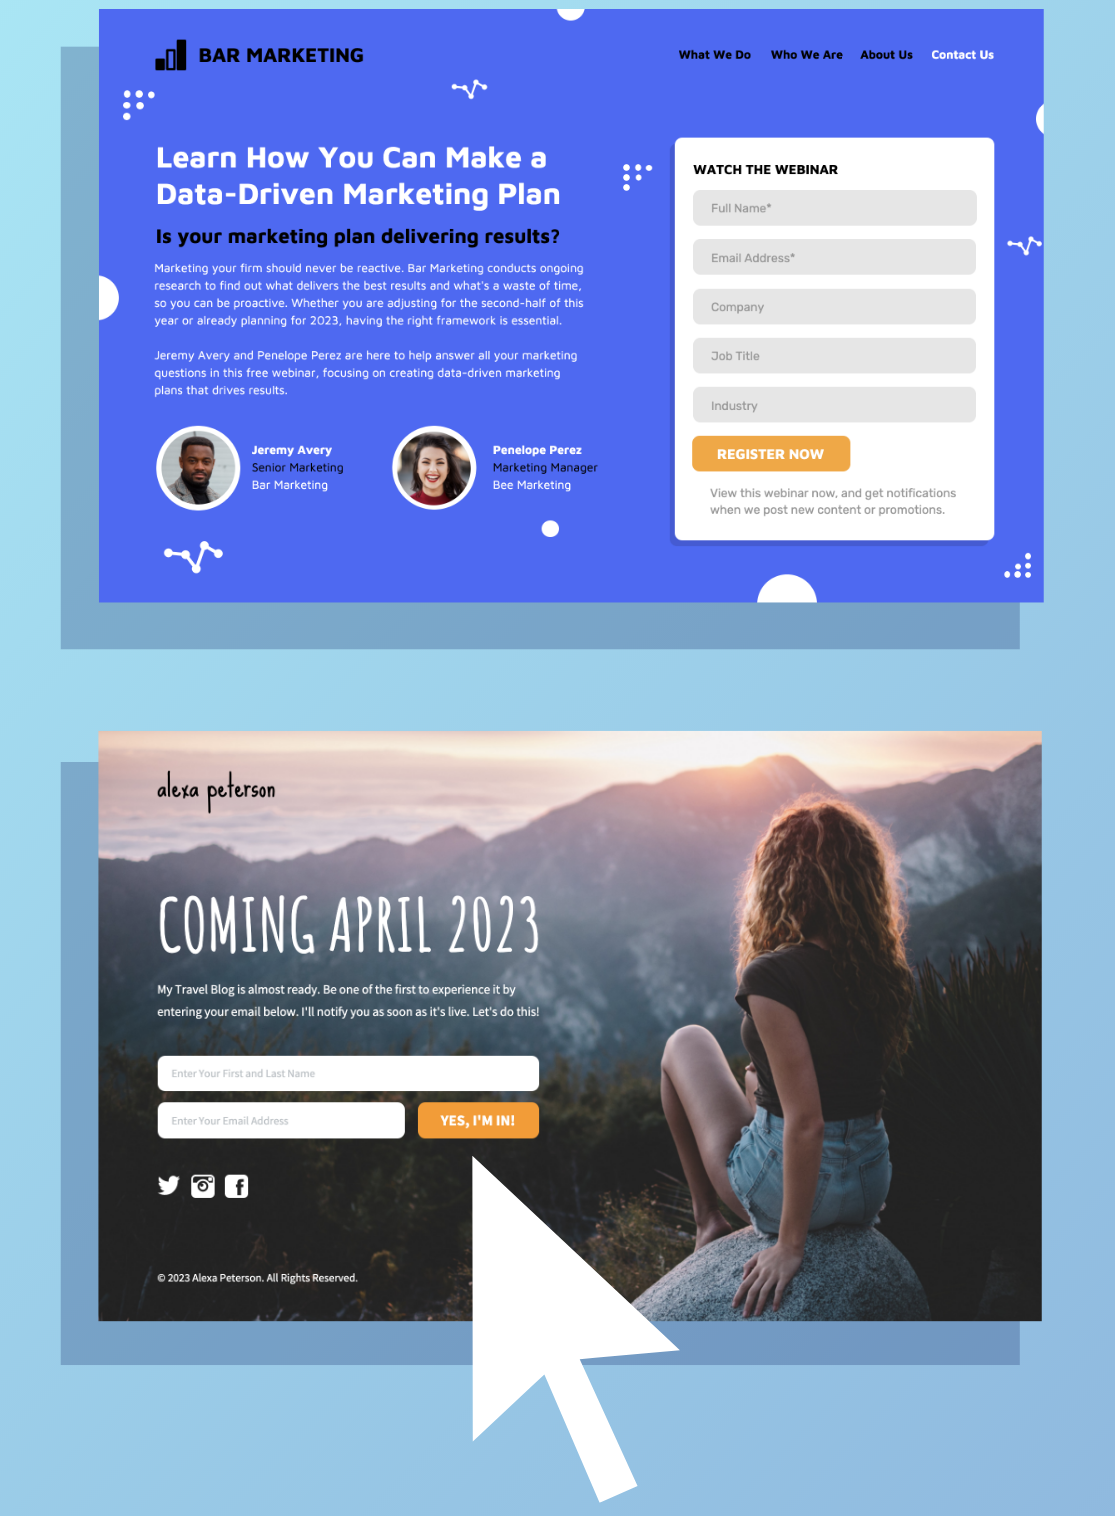 BAR MARKETING
What We Do Who We Are About Us Contact Us
Learn How You Can Make a
Data-Driven Marketing Plan
Is your marketing plan delivering results?
Marketing your firm should never be reactive. Bar Marketing conducts ongoing
research to find out what delivers the best results and what's a waste of time,
so you can be proactive. Whether you are adjusting for the second-half of this
year or already planning for 2023, having the right framework is essential.
Jeremy Avery and Penelope Perez are here to help answer all your marketing
questions in this free webinar, focusing on creating data-driven marketing
plans that drives results.
Jeremy Avery
Senior Marketing
Bar Marketing
Penelope Perez
Marketing Manager
Bee Marketing
WATCH THE WEBINAR
Full Name*
Email Address*
Company
Job Title
Industry
REGISTER NOW
View this webinar now, and get notifications
when we post new content or promotions.
alexa peterson
COMING APRIL 2023
My Travel Blog is almost ready. Be one of the first to experience it by
entering your email below. I'll notify you as soon as it's live. Let's do this!
Enter Your First and Last Name
Enter Your Email Address
YES, I'M IN!
© 2023 Alexa Peterson. All Rights Reserved.